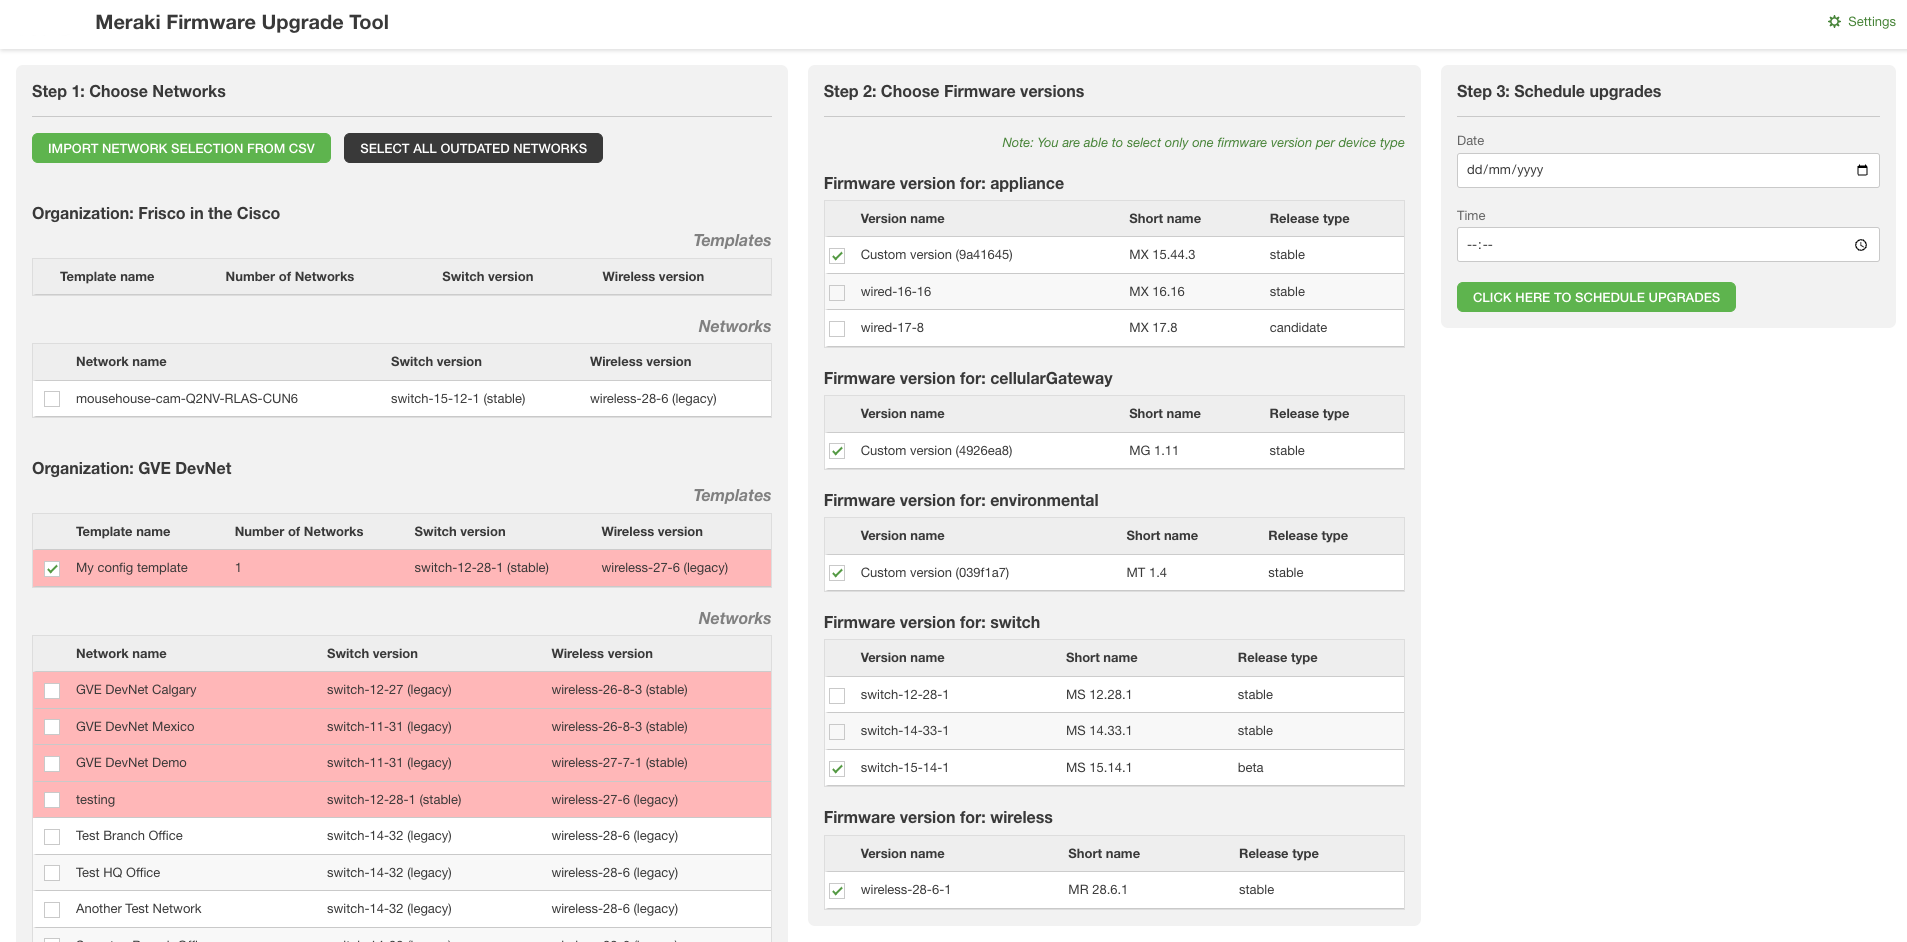 Meraki Firmware Upgrade Tool
Settings
Step 1: Choose Networks
IMPORT NETWORK SELECTION FROM CSV
SELECT ALL OUTDATED NETWORKS
Organization: Frisco in the Cisco
Templates
Template name Number of Networks Switch version Wireless version
Networks
Network name Switch version Wireless version
mousehouse-cam-Q2NV-RLAS-CUN6 switch-15-12-1 (stable) wireless-28-6 (legacy)
Organization: GVE DevNet
Templates
Template name Number of Networks Switch version Wireless version
My config template 1 switch-12-28-1 (stable) wireless-27-6 (legacy)
Networks
Network name Switch version Wireless version
GVE DevNet Calgary switch-12-27 (legacy) wireless-26-8-3 (stable)
GVE DevNet Mexico switch-11-31 (legacy) wireless-26-8-3 (stable)
GVE DevNet Demo switch-11-31 (legacy) wireless-27-7-1 (stable)
testing switch-12-28-1 (stable) wireless-27-6 (legacy)
Test Branch Office switch-14-32 (legacy) wireless-28-6 (legacy)
Test HQ Office switch-14-32 (legacy) wireless-28-6 (legacy)
Another Test Network switch-14-32 (legacy) wireless-28-6 (legacy)
Step 2: Choose Firmware versions
Note: You are able to select only one firmware version per device type
Firmware version for: appliance
Version name Short name Release type
Custom version (9a41645) MX 15.44.3 stable
wired-16-16 MX 16.16 stable
wired-17-8 MX 17.8 candidate
Firmware version for: cellularGateway
Version name Short name Release type
Custom version (4926ea8) MG 1.11 stable
Firmware version for: environmental
Version name Short name Release type
Custom version (039f1a7) MT 1.4 stable
Firmware version for: switch
Version name Short name Release type
switch-12-28-1 MS 12.28.1 stable
switch-14-33-1 MS 14.33.1 stable
switch-15-14-1 MS 15.14.1 beta
Firmware version for: wireless
Version name Short name Release type
wireless-28-6-1 MR 28.6.1 stable
Step 3: Schedule upgrades
Date
dd/mm/yyyy
Time
--:--
CLICK HERE TO SCHEDULE UPGRADES